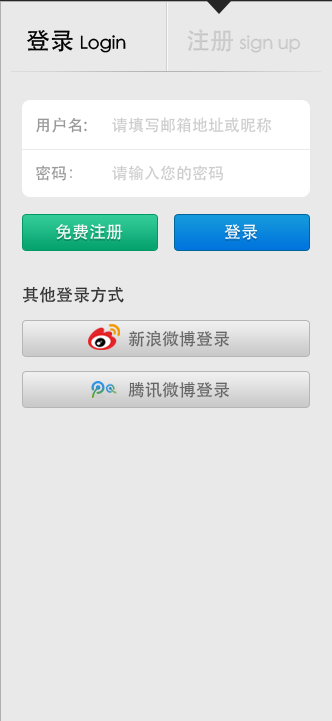 登录 Login
注册 sign up
用户名: 请填写邮箱地址或昵称
密码: 请输入您的密码
免费注册
登录
其他登录方式
新浪微博登录
腾讯微博登录